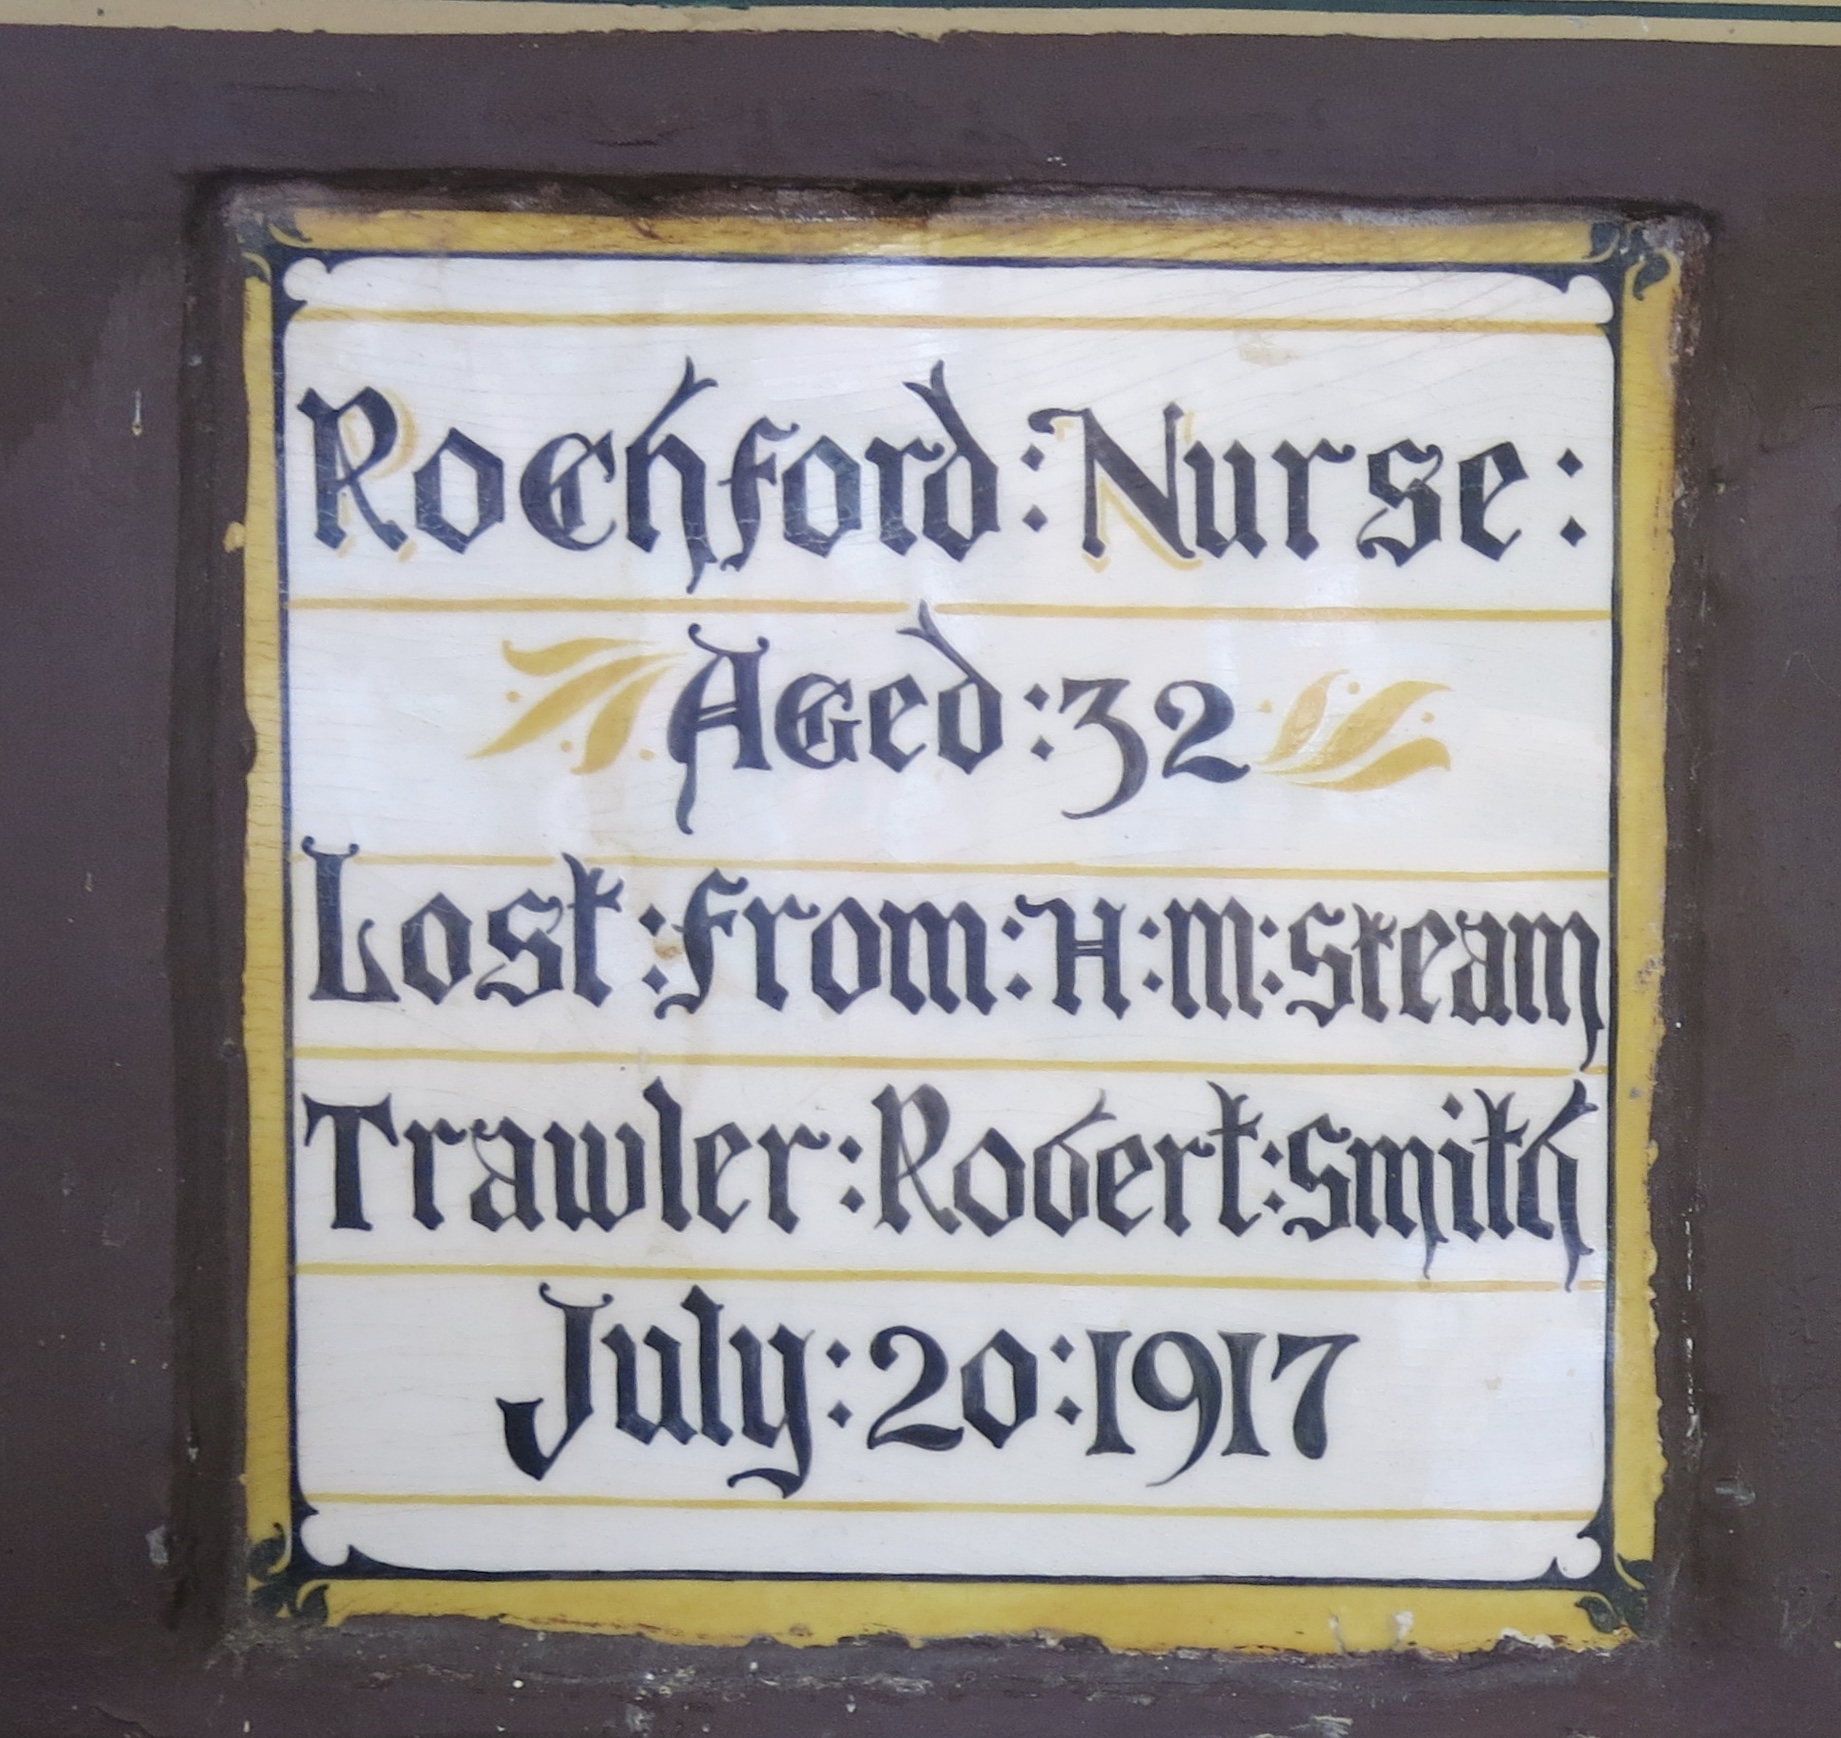 Rochford:Nurse:
Aged:32
Lost:from:H:M:Steam
Trawler:Robert:Smith
July:20:1917